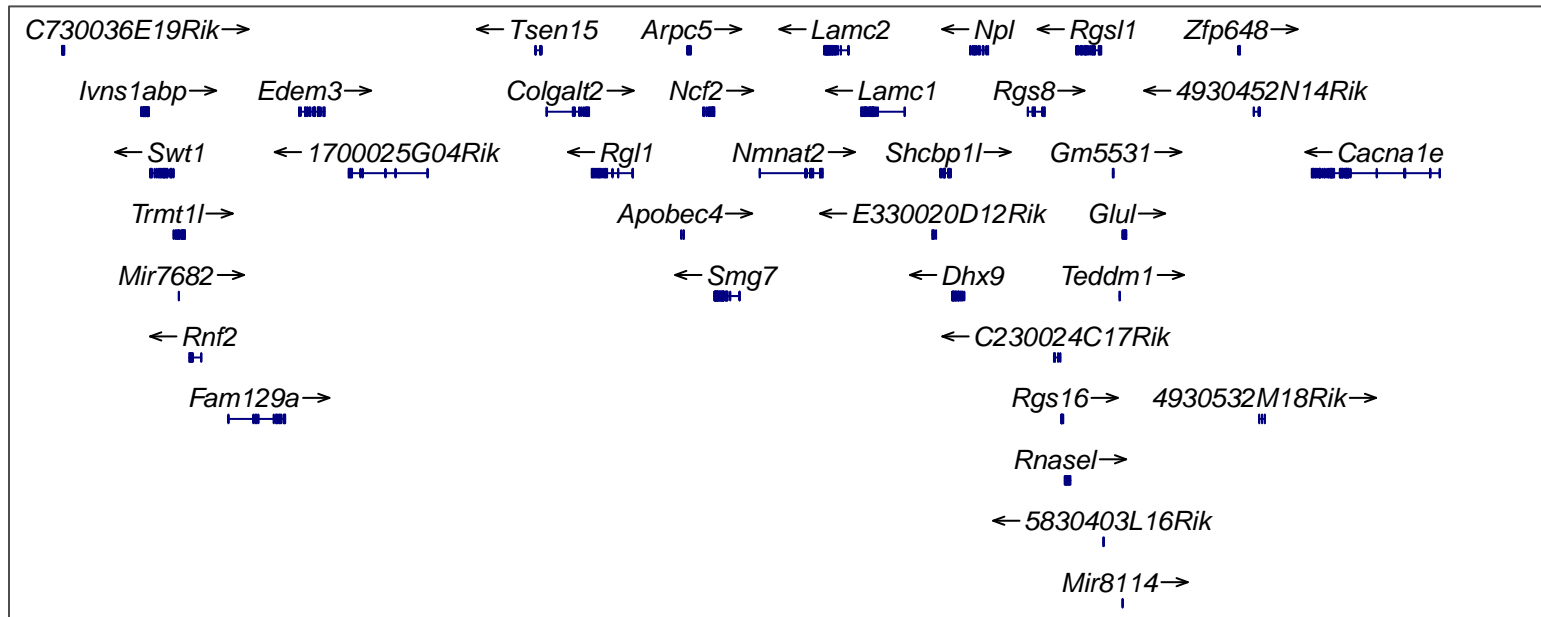 C730036E19Rik→ ←Tsen15 Arpc5→ ←Lamc2 ←Npl ←Rgsl1 Zfp648→
Ivns1abp→ Edem3→ Colgalt2→ Ncf2→ ←Lamc1 Rgs8→ ←4930452N14Rik
←Swt1 ←1700025G04Rik ←Rgl1 Nmnat2→ Shcbp1l→ Gm5531→ ←Cacna1e
Trmt1l→ Apobec4→ ←E330020D12Rik Glul→
Mir7682→ ←Smg7 ←Dhx9 Teddm1→
←Rnf2 ←C230024C17Rik
Fam129a→ Rgs16→ 4930532M18Rik→
Rnasel→
←5830403L16Rik
Mir8114→